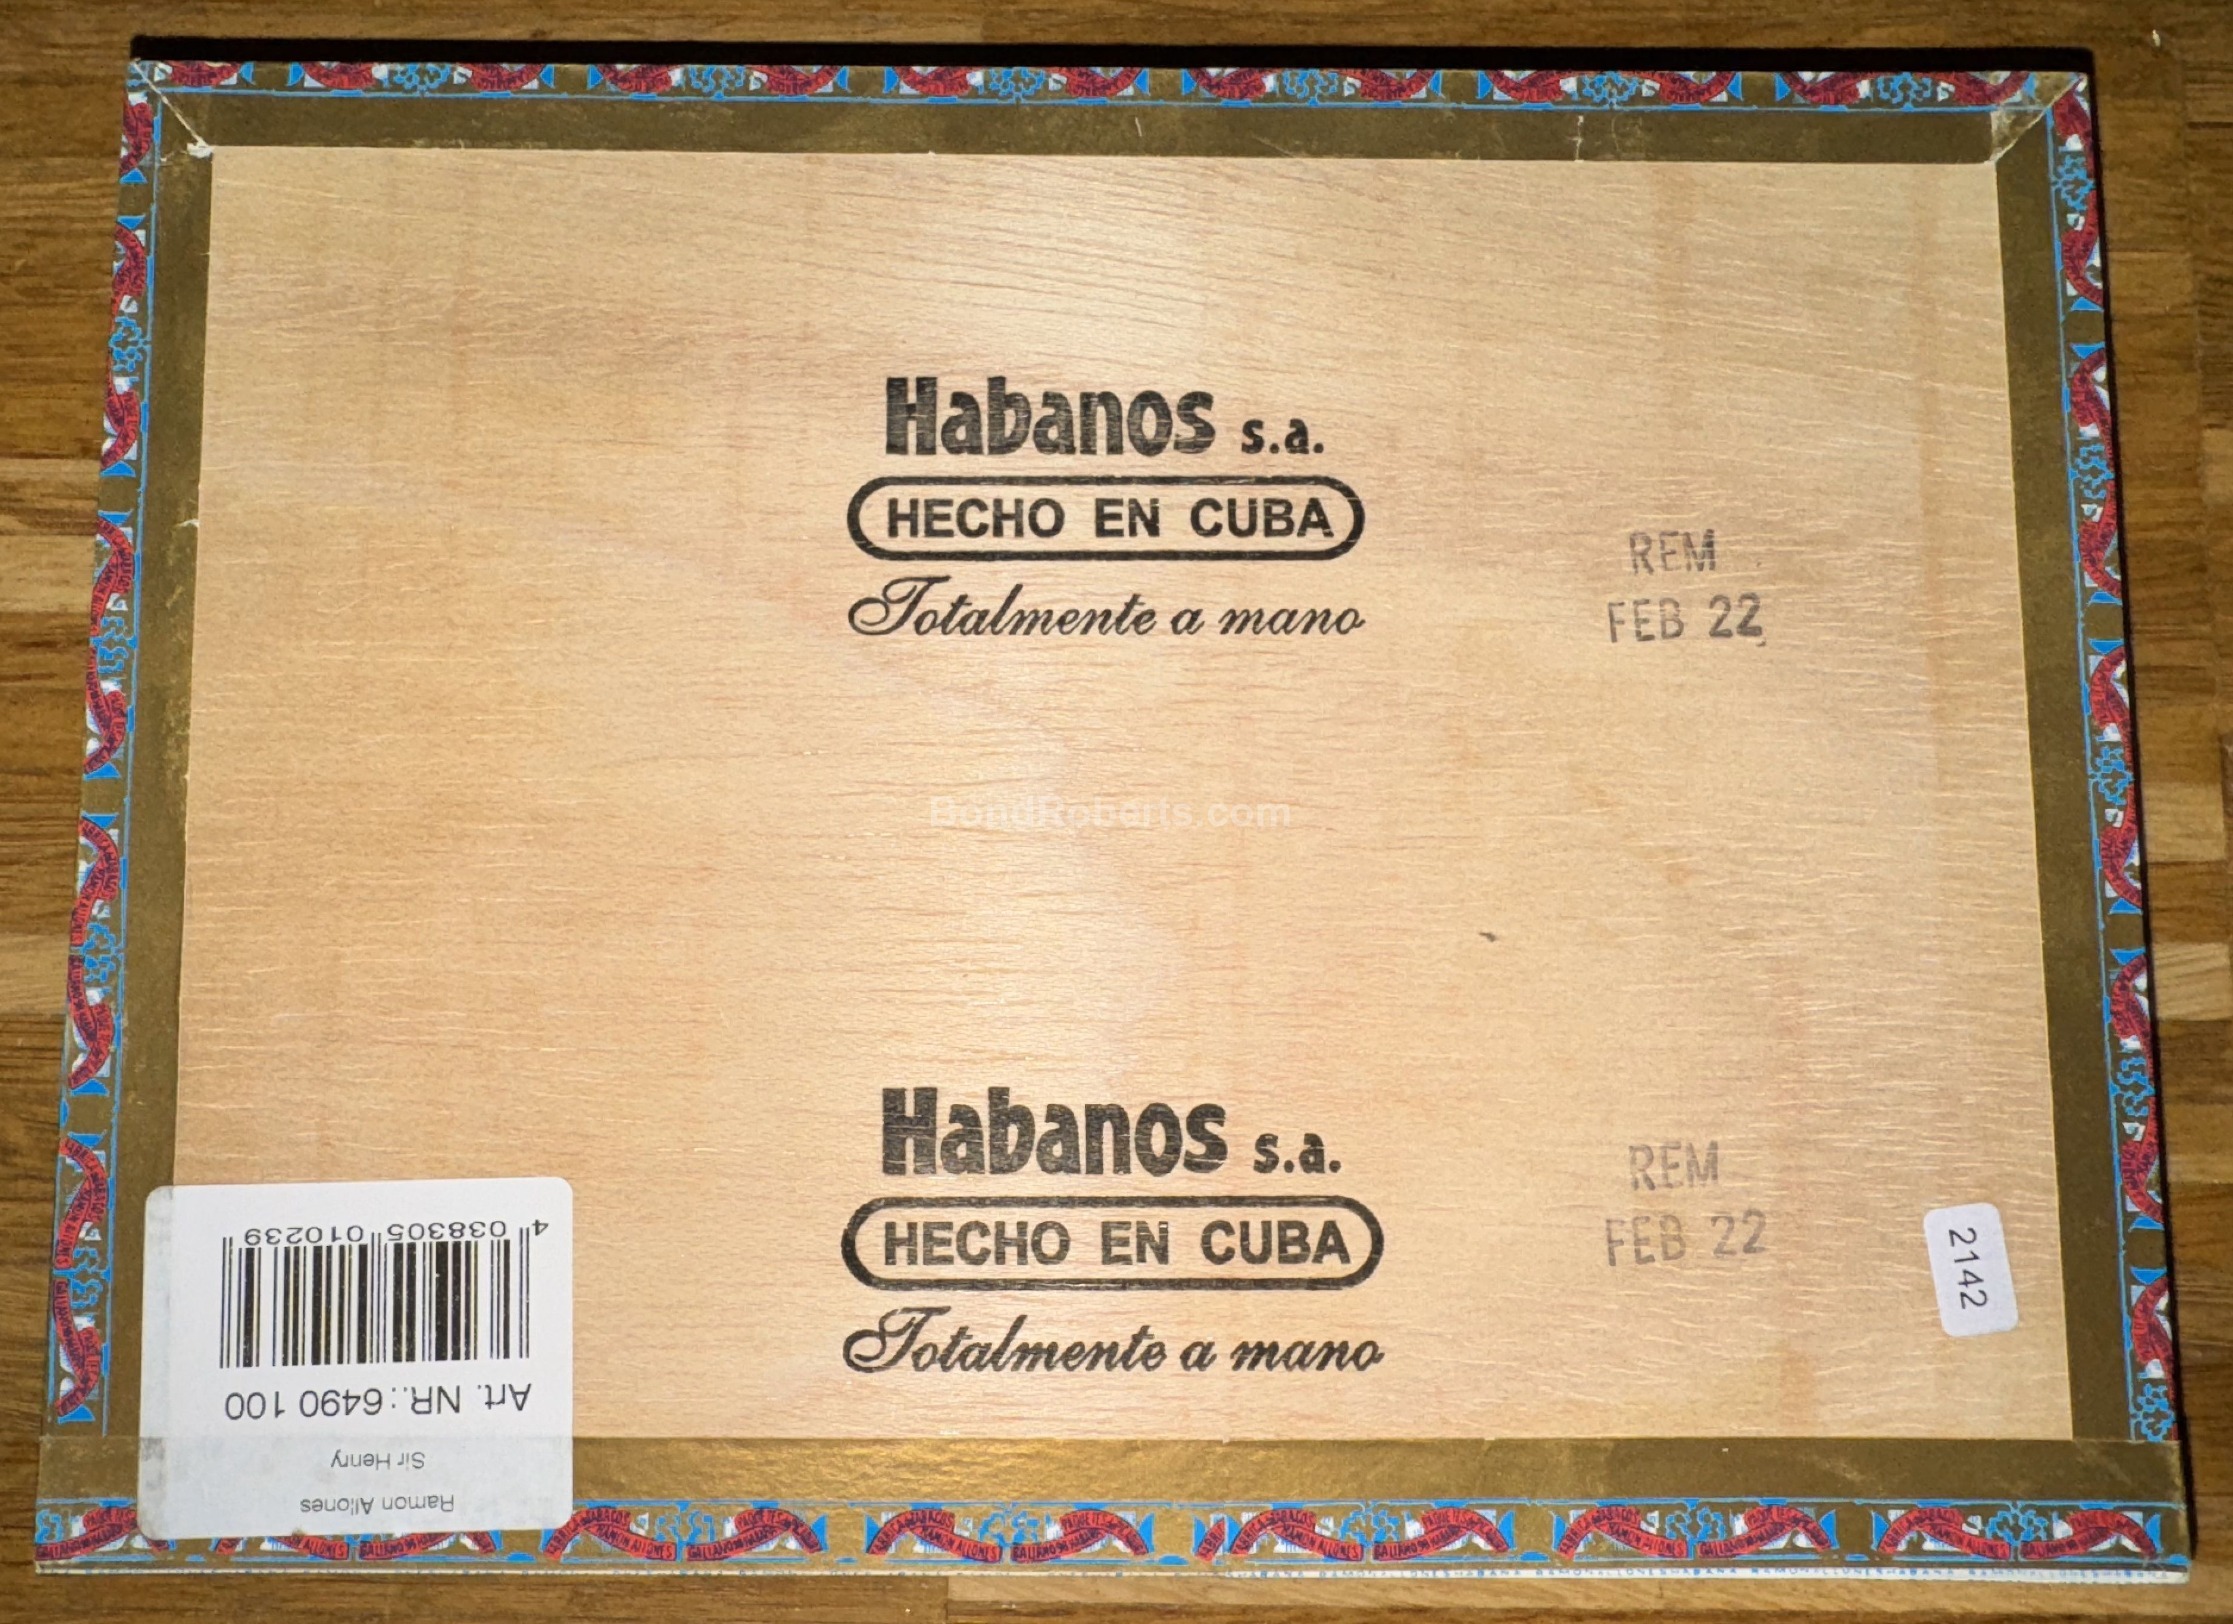 Habanos s.a.
HECHO EN CUBA
Totalmente a mano
REM
FEB 22
BondRoberts.com
Habanos s.a.
HECHO EN CUBA
Totalmente a mano
REM
FEB 22
2142
4 038305 010239
Art. NR.: 6490 100
Sir Henry
Ramon Allones